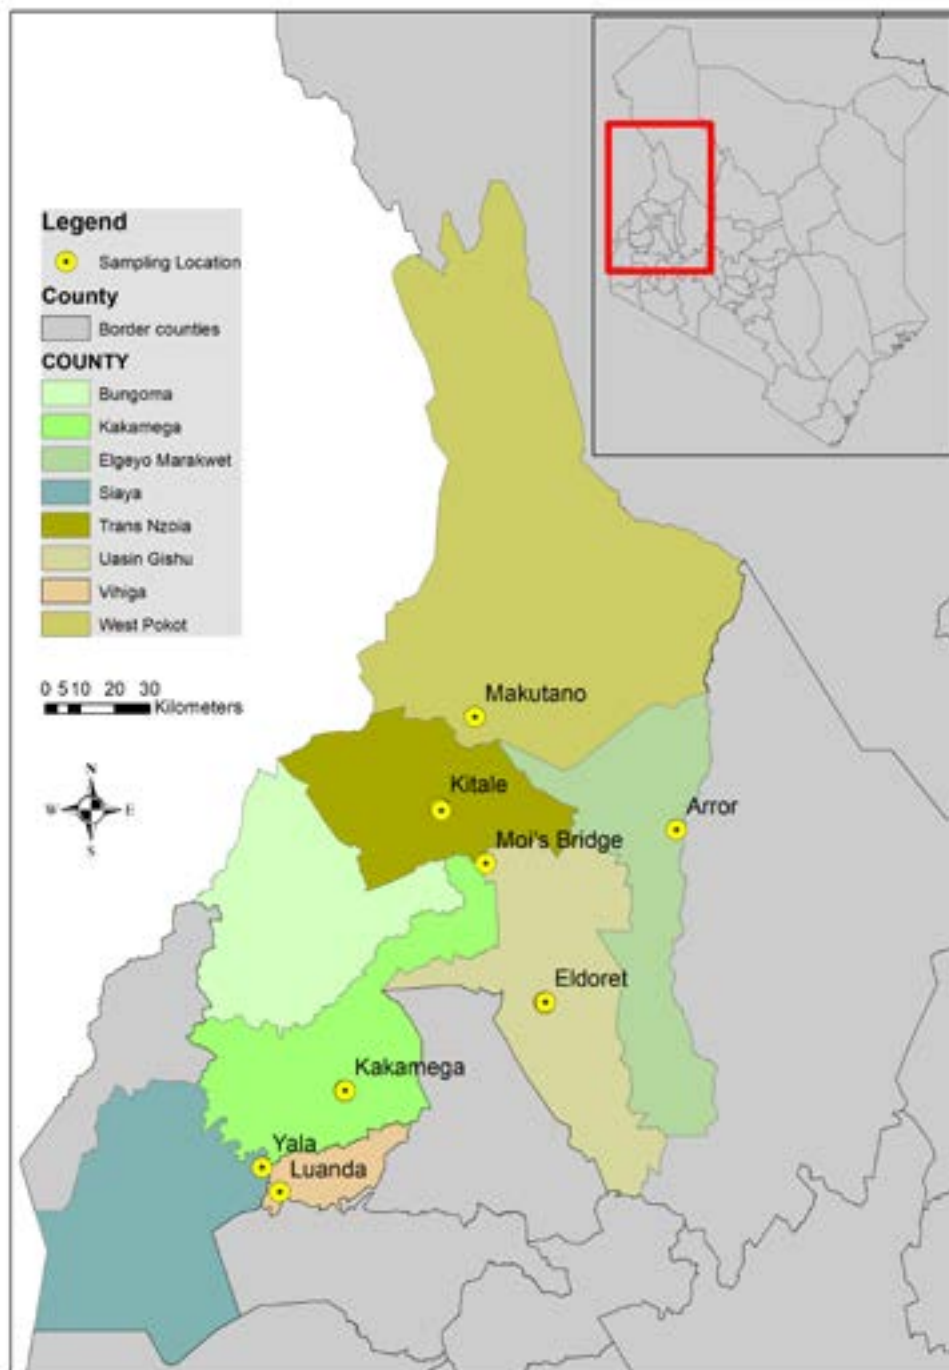 Legend
Sampling Location
County
Border counties
COUNTY
Bungoma
Kakamega
Elgeyo Marakwet
Siaya
Trans Nzoia
Uasin Gishu
Vihiga
West Pokot
0 5 10 20 30
Kilometers
N
W E
S
Makutano
Kitale
Arror
Moi's Bridge
Eldoret
Kakamega
Yala
Luanda